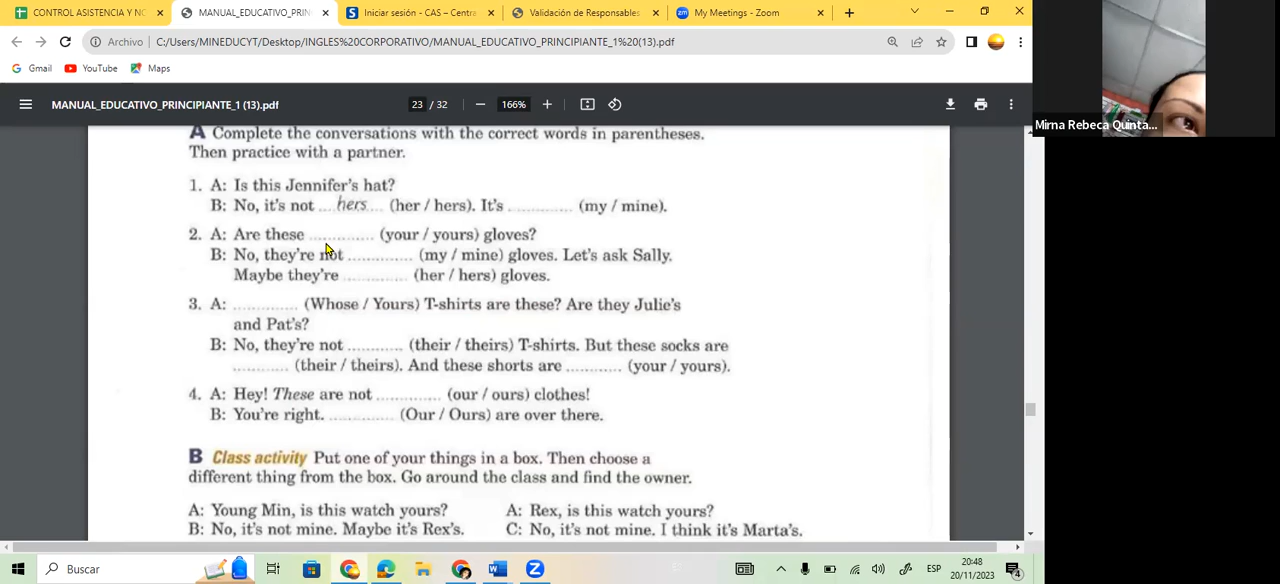 CONTROL ASISTENCIA Y NO
MANUAL_EDUCATIVO_PRIN
Iniciar sesión - CAS – Centra
Validación de Responsables
My Meetings - Zoom
Archivo
C:/Users/MINEDUCYT/Desktop/INGLES%20CORPORATIVO/MANUAL_EDUCATIVO_PRINCIPIANTE_1%20(13).pdf
Gmail
YouTube
Maps
MANUAL_EDUCATIVO_PRINCIPIANTE_1 (13).pdf
23 / 32
166%
Mirna Rebeca Quinta...
A Complete the conversations with the correct words in parentheses.
Then practice with a partner.
1. A: Is this Jennifer's hat?
B: No, it's not ...hers... (her / hers). It's ............. (my / mine).
2. A: Are these ............. (your / yours) gloves?
B: No, they're not ............. (my / mine) gloves. Let's ask Sally.
Maybe they're ............. (her / hers) gloves.
3. A: ............. (Whose / Yours) T-shirts are these? Are they Julie's
and Pat's?
B: No, they're not ........... (their / theirs) T-shirts. But these socks are
........... (their / theirs). And these shorts are ........... (your / yours).
4. A: Hey! These are not ............. (our / ours) clothes!
B: You're right. ............. (Our / Ours) are over there.
B Class activity Put one of your things in a box. Then choose a
different thing from the box. Go around the class and find the owner.
A: Young Min, is this watch yours?
B: No, it's not mine. Maybe it's Rex's.
A: Rex, is this watch yours?
C: No, it's not mine. I think it's Marta's.
Buscar
ESP
20:48
20/11/2023
4